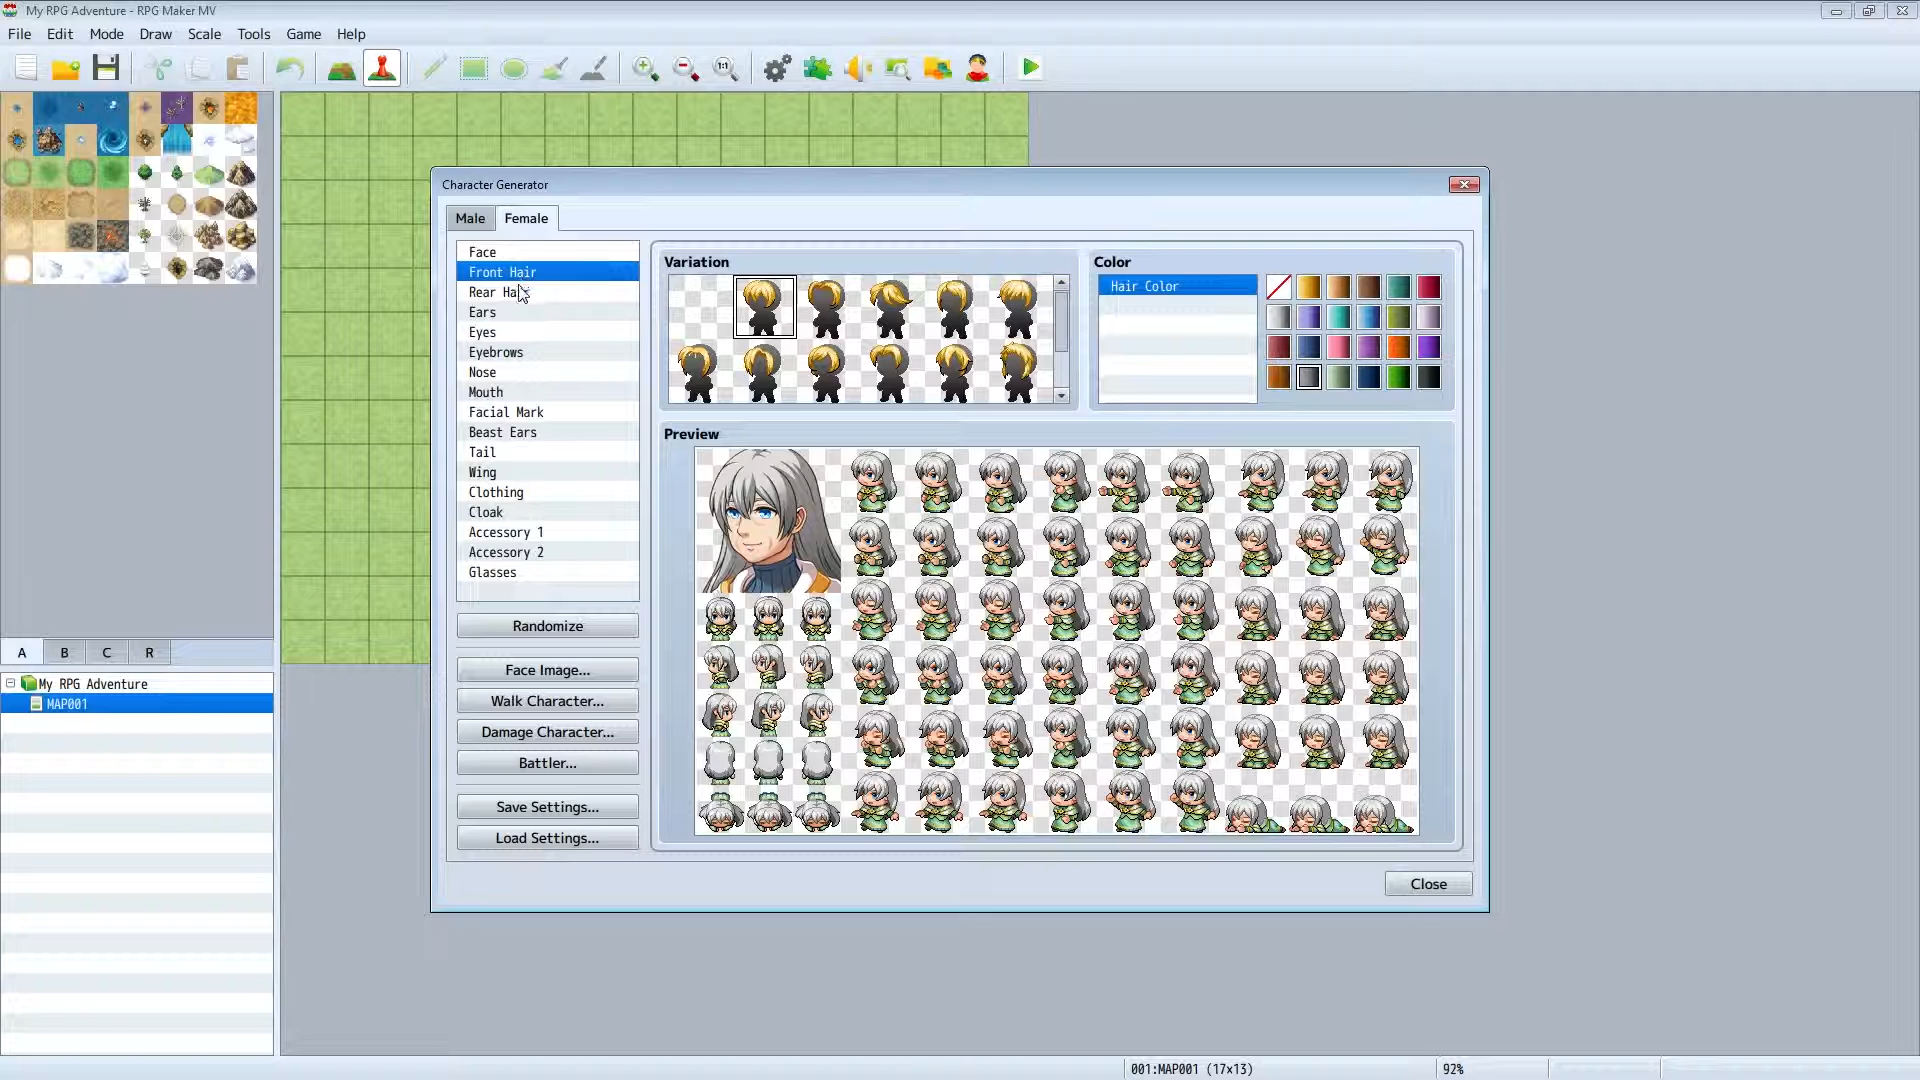 My RPG Adventure - RPG Maker MV
File Edit Mode Draw Scale Tools Game Help
1:1
Character Generator
Male Female
Face
Front Hair
Rear Hair
Ears
Eyes
Eyebrows
Nose
Mouth
Facial Mark
Beast Ears
Tail
Wing
Clothing
Cloak
Accessory 1
Accessory 2
Glasses
Randomize
Face Image...
Walk Character...
Damage Character...
Battler...
Save Settings...
Load Settings...
Variation
Color
Hair Color
Preview
Close
A B C R
My RPG Adventure
MAP001
001:MAP001 (17x13) 92%